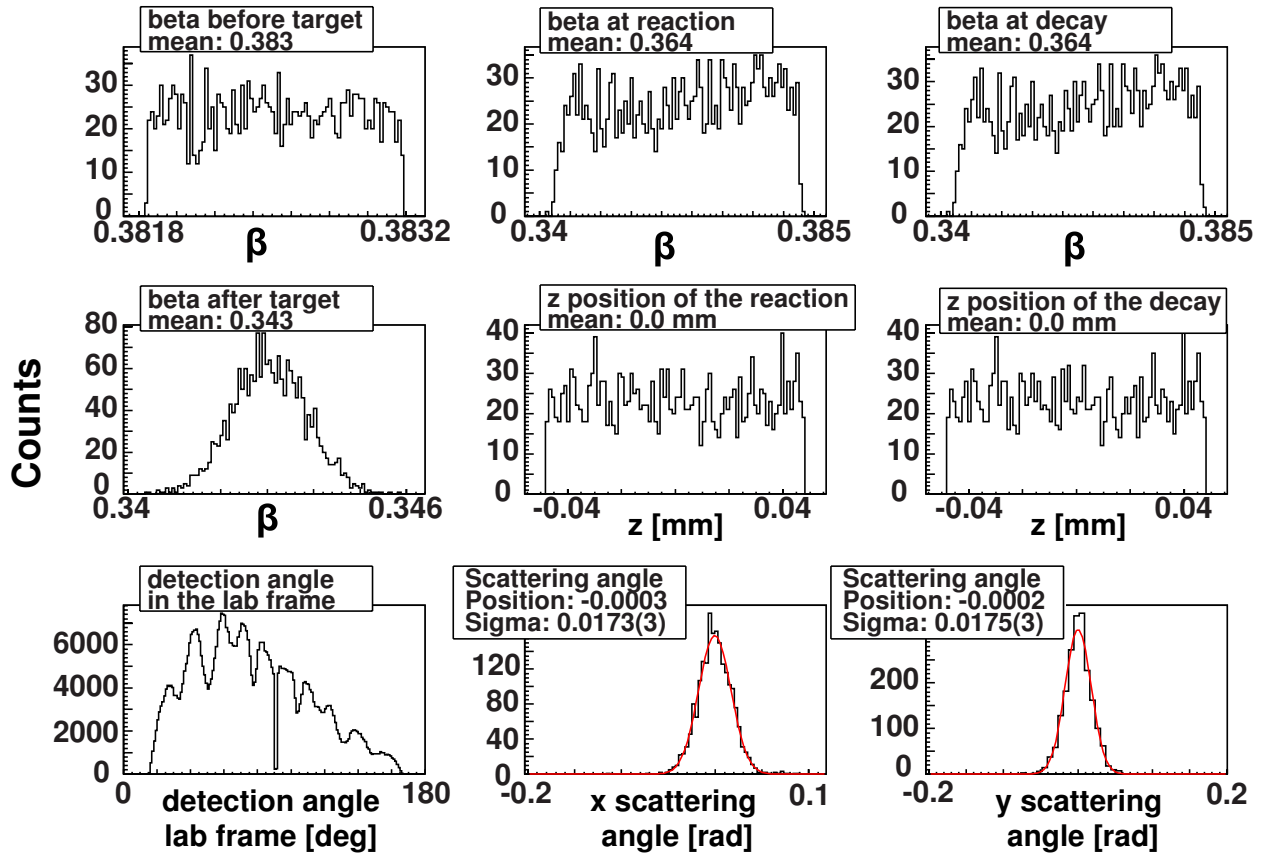 beta before target
mean: 0.383
30
20
10
0
0.3818
0.3832
β
beta at reaction
mean: 0.364
30
20
10
0
0.34
0.385
β
beta at decay
mean: 0.364
30
20
10
0
0.34
0.385
β
Counts
beta after target
mean: 0.343
80
60
40
20
0
0.34
0.346
β
z position of the reaction
mean: 0.0 mm
40
30
20
10
0
-0.04
0.04
z [mm]
z position of the decay
mean: 0.0 mm
40
30
20
10
0
-0.04
0.04
z [mm]
detection angle
in the lab frame
6000
4000
2000
0
0
180
detection angle
lab frame [deg]
Scattering angle
Position: -0.0003
Sigma: 0.0173(3)
120
80
40
0
-0.2
0.1
x scattering
angle [rad]
Scattering angle
Position: -0.0002
Sigma: 0.0175(3)
200
100
0
-0.2
0.2
y scattering
angle [rad]